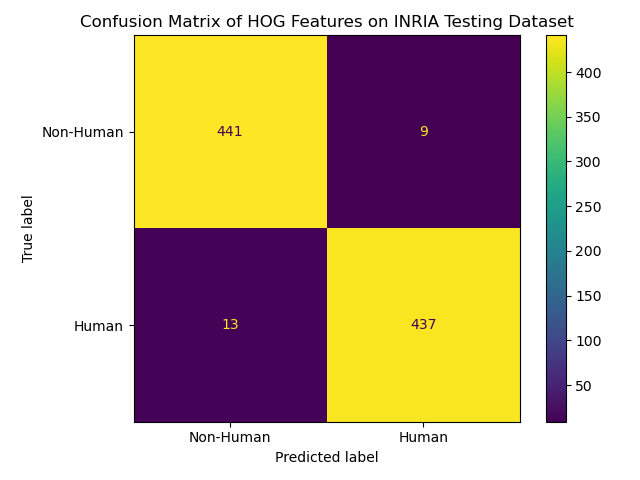 Confusion Matrix of HOG Features on INRIA Testing Dataset
True label
Non-Human
Human
441
9
13
437
Non-Human
Human
Predicted label
400
350
300
250
200
150
100
50